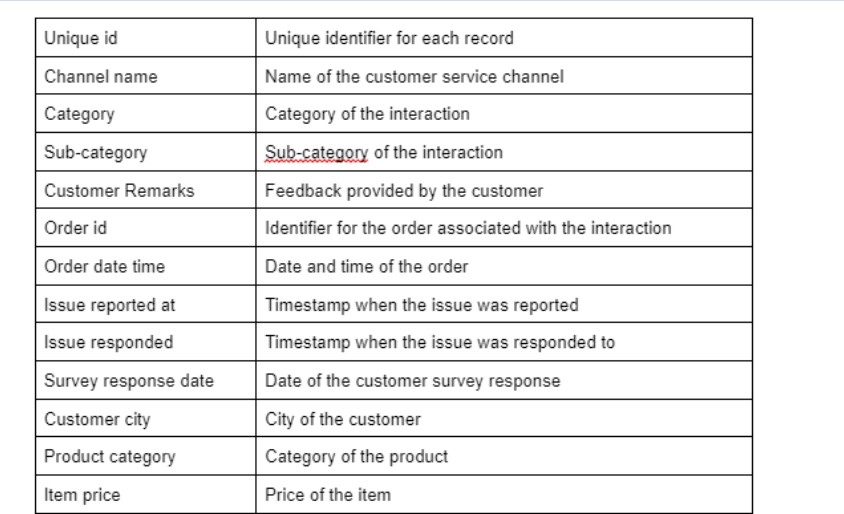 Unique id Unique identifier for each record
Channel name Name of the customer service channel
Category Category of the interaction
Sub-category Sub-category of the interaction
Customer Remarks Feedback provided by the customer
Order id Identifier for the order associated with the interaction
Order date time Date and time of the order
Issue reported at Timestamp when the issue was reported
Issue responded Timestamp when the issue was responded to
Survey response date Date of the customer survey response
Customer city City of the customer
Product category Category of the product
Item price Price of the item